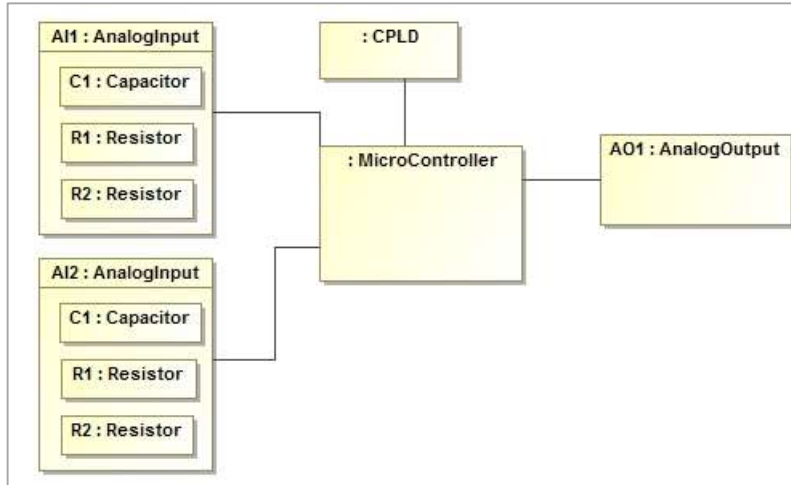 AI1 : AnalogInput
C1 : Capacitor
R1 : Resistor
R2 : Resistor
: CPLD
: MicroController
AO1 : AnalogOutput
AI2 : AnalogInput
C1 : Capacitor
R1 : Resistor
R2 : Resistor